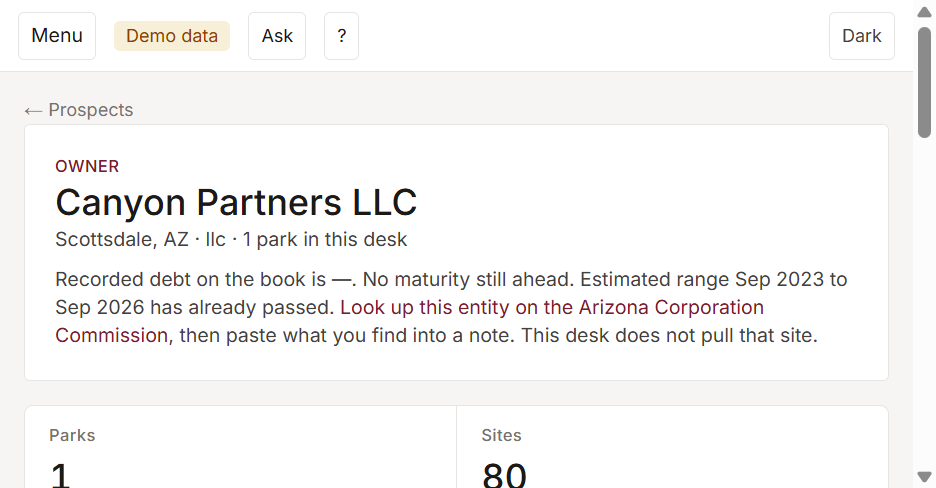 Menu Demo data Ask ? Dark
← Prospects
OWNER
Canyon Partners LLC
Scottsdale, AZ · llc · 1 park in this desk
Recorded debt on the book is —. No maturity still ahead. Estimated range Sep 2023 to
Sep 2026 has already passed. Look up this entity on the Arizona Corporation
Commission, then paste what you find into a note. This desk does not pull that site.
Parks Sites
1 80